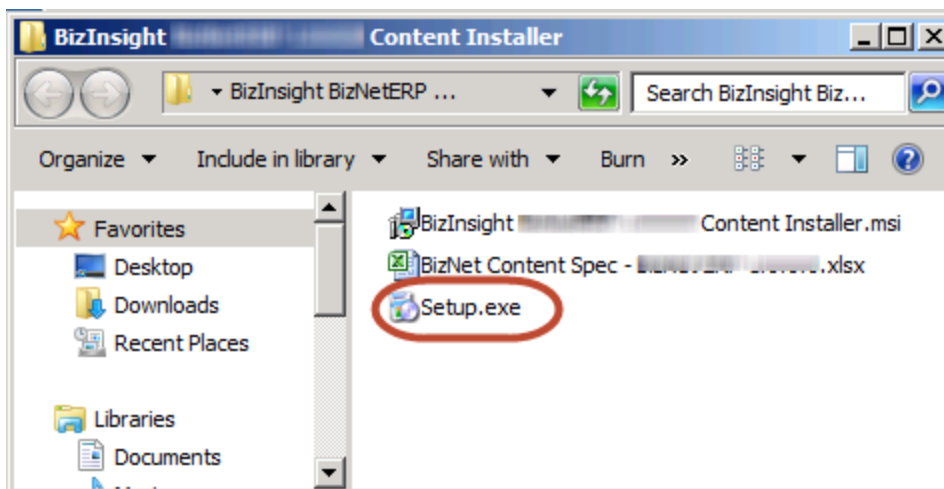 BizInsight Content Installer
BizInsight BizNetERP ...
Search BizInsight Biz...
Organize Include in library Share with Burn »
Favorites
Desktop
Downloads
Recent Places
Libraries
Documents
BizInsight Content Installer.msi
BizNet Content Spec - .xlsx
Setup.exe